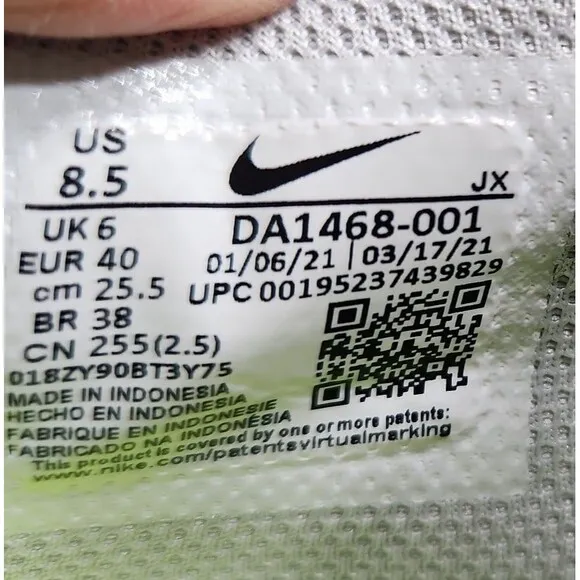 US
8.5
JX
UK 6
DA1468-001
EUR 40
01/06/21 | 03/17/21
cm 25.5
UPC 00195237439829
BR 38
CN 255(2.5)
018ZY90BT3Y75
MADE IN INDONESIA
HECHO EN INDONESIA
FABRIQUE EN INDONESIE
FABRICADO NA INDONÉSIA
This product is covered by one or more patents:
www.nike.com/patentsvirtualmarking